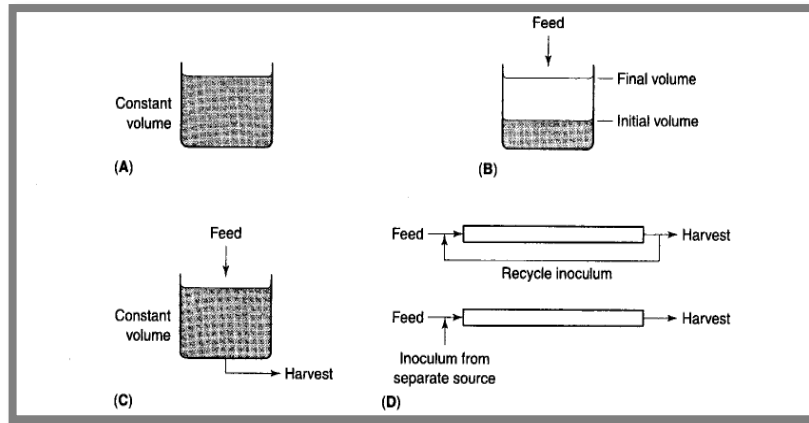 Feed
Final volume
Constant
volume
Initial volume
(A)
(B)
Feed
Constant
volume
Harvest
(C)
Feed
Harvest
Recycle inoculum
Feed
Harvest
Inoculum from
separate source
(D)